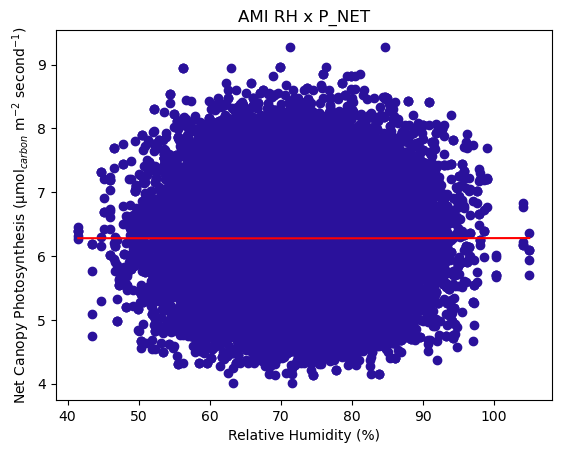 AMI RH x P_NET
Net Canopy Photosynthesis (μmol_carbon m⁻² second⁻¹)
9
8
7
6
5
4
40 50 60 70 80 90 100
Relative Humidity (%)